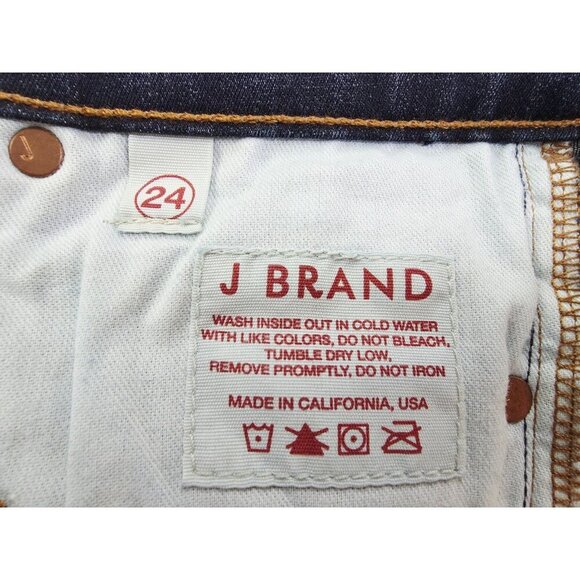 J
24
J BRAND
WASH INSIDE OUT IN COLD WATER
WITH LIKE COLORS, DO NOT BLEACH.
TUMBLE DRY LOW.
REMOVE PROMPTLY, DO NOT IRON
MADE IN CALIFORNIA, USA